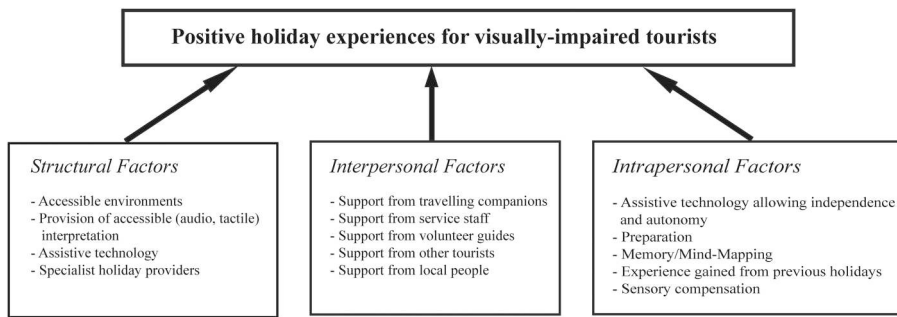 Positive holiday experiences for visually-impaired tourists
Structural Factors
- Accessible environments
- Provision of accessible (audio, tactile)
interpretation
- Assistive technology
- Specialist holiday providers
Interpersonal Factors
- Support from travelling companions
- Support from service staff
- Support from volunteer guides
- Support from other tourists
- Support from local people
Intrapersonal Factors
- Assistive technology allowing independence
and autonomy
- Preparation
- Memory/Mind-Mapping
- Experience gained from previous holidays
- Sensory compensation